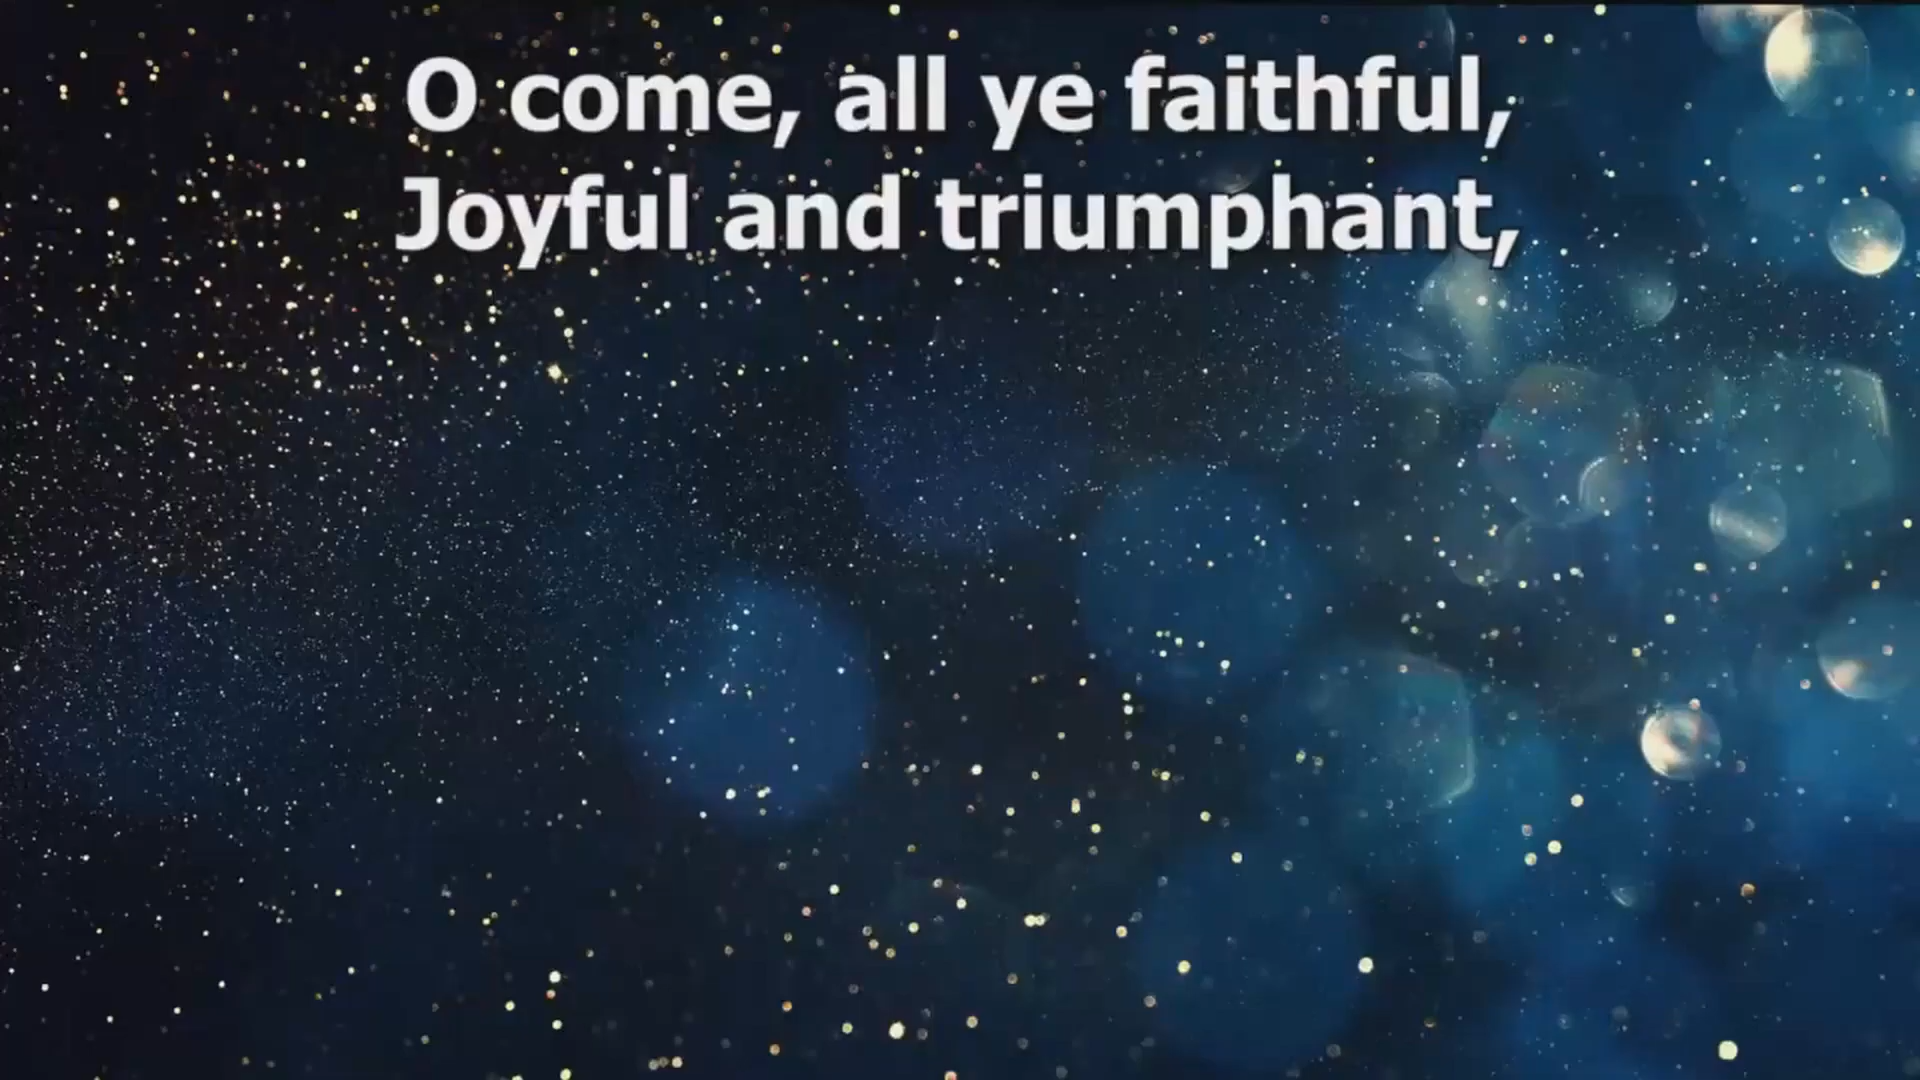 O come, all ye faithful,
Joyful and triumphant,